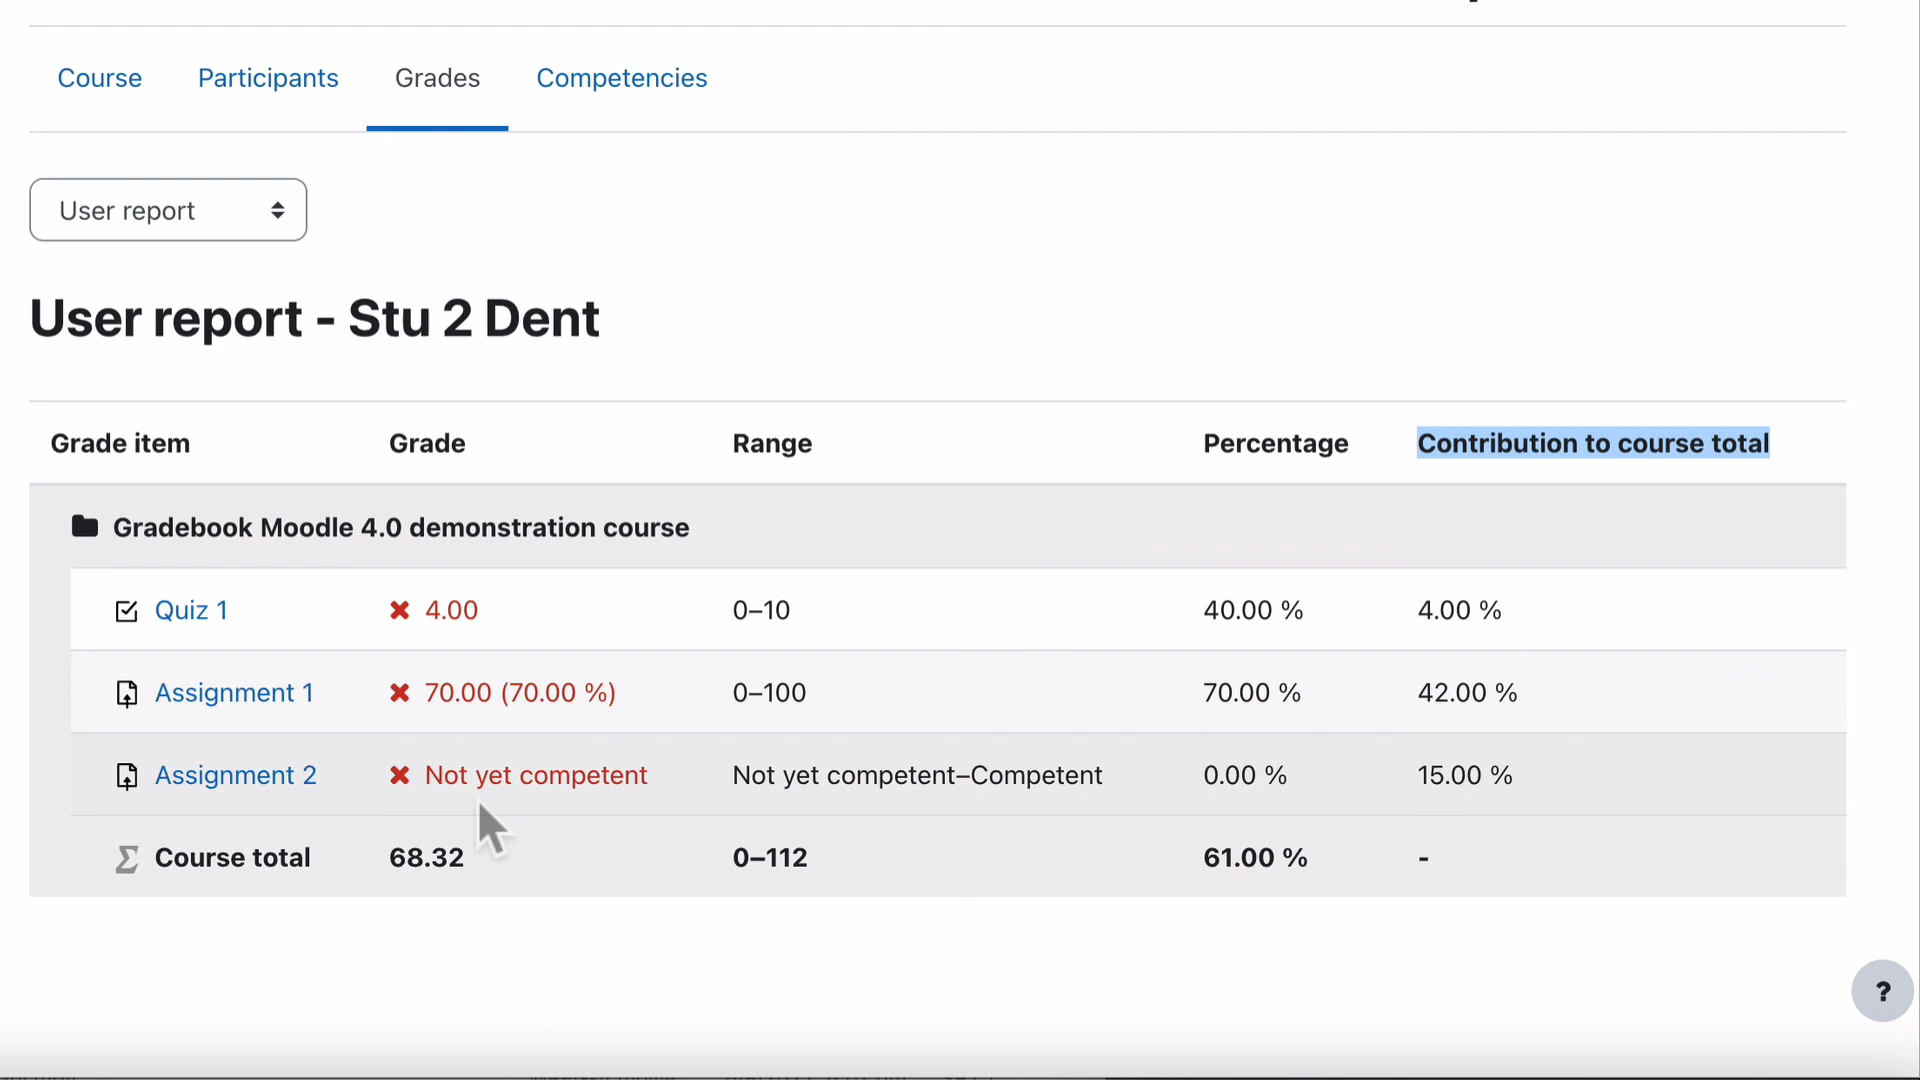 Course Participants Grades Competencies
User report
User report - Stu 2 Dent
Grade item Grade Range Percentage Contribution to course total
Gradebook Moodle 4.0 demonstration course
Quiz 1 4.00 0–10 40.00 % 4.00 %
Assignment 1 70.00 (70.00 %) 0–100 70.00 % 42.00 %
Assignment 2 Not yet competent Not yet competent–Competent 0.00 % 15.00 %
Course total 68.32 0–112 61.00 % -
?